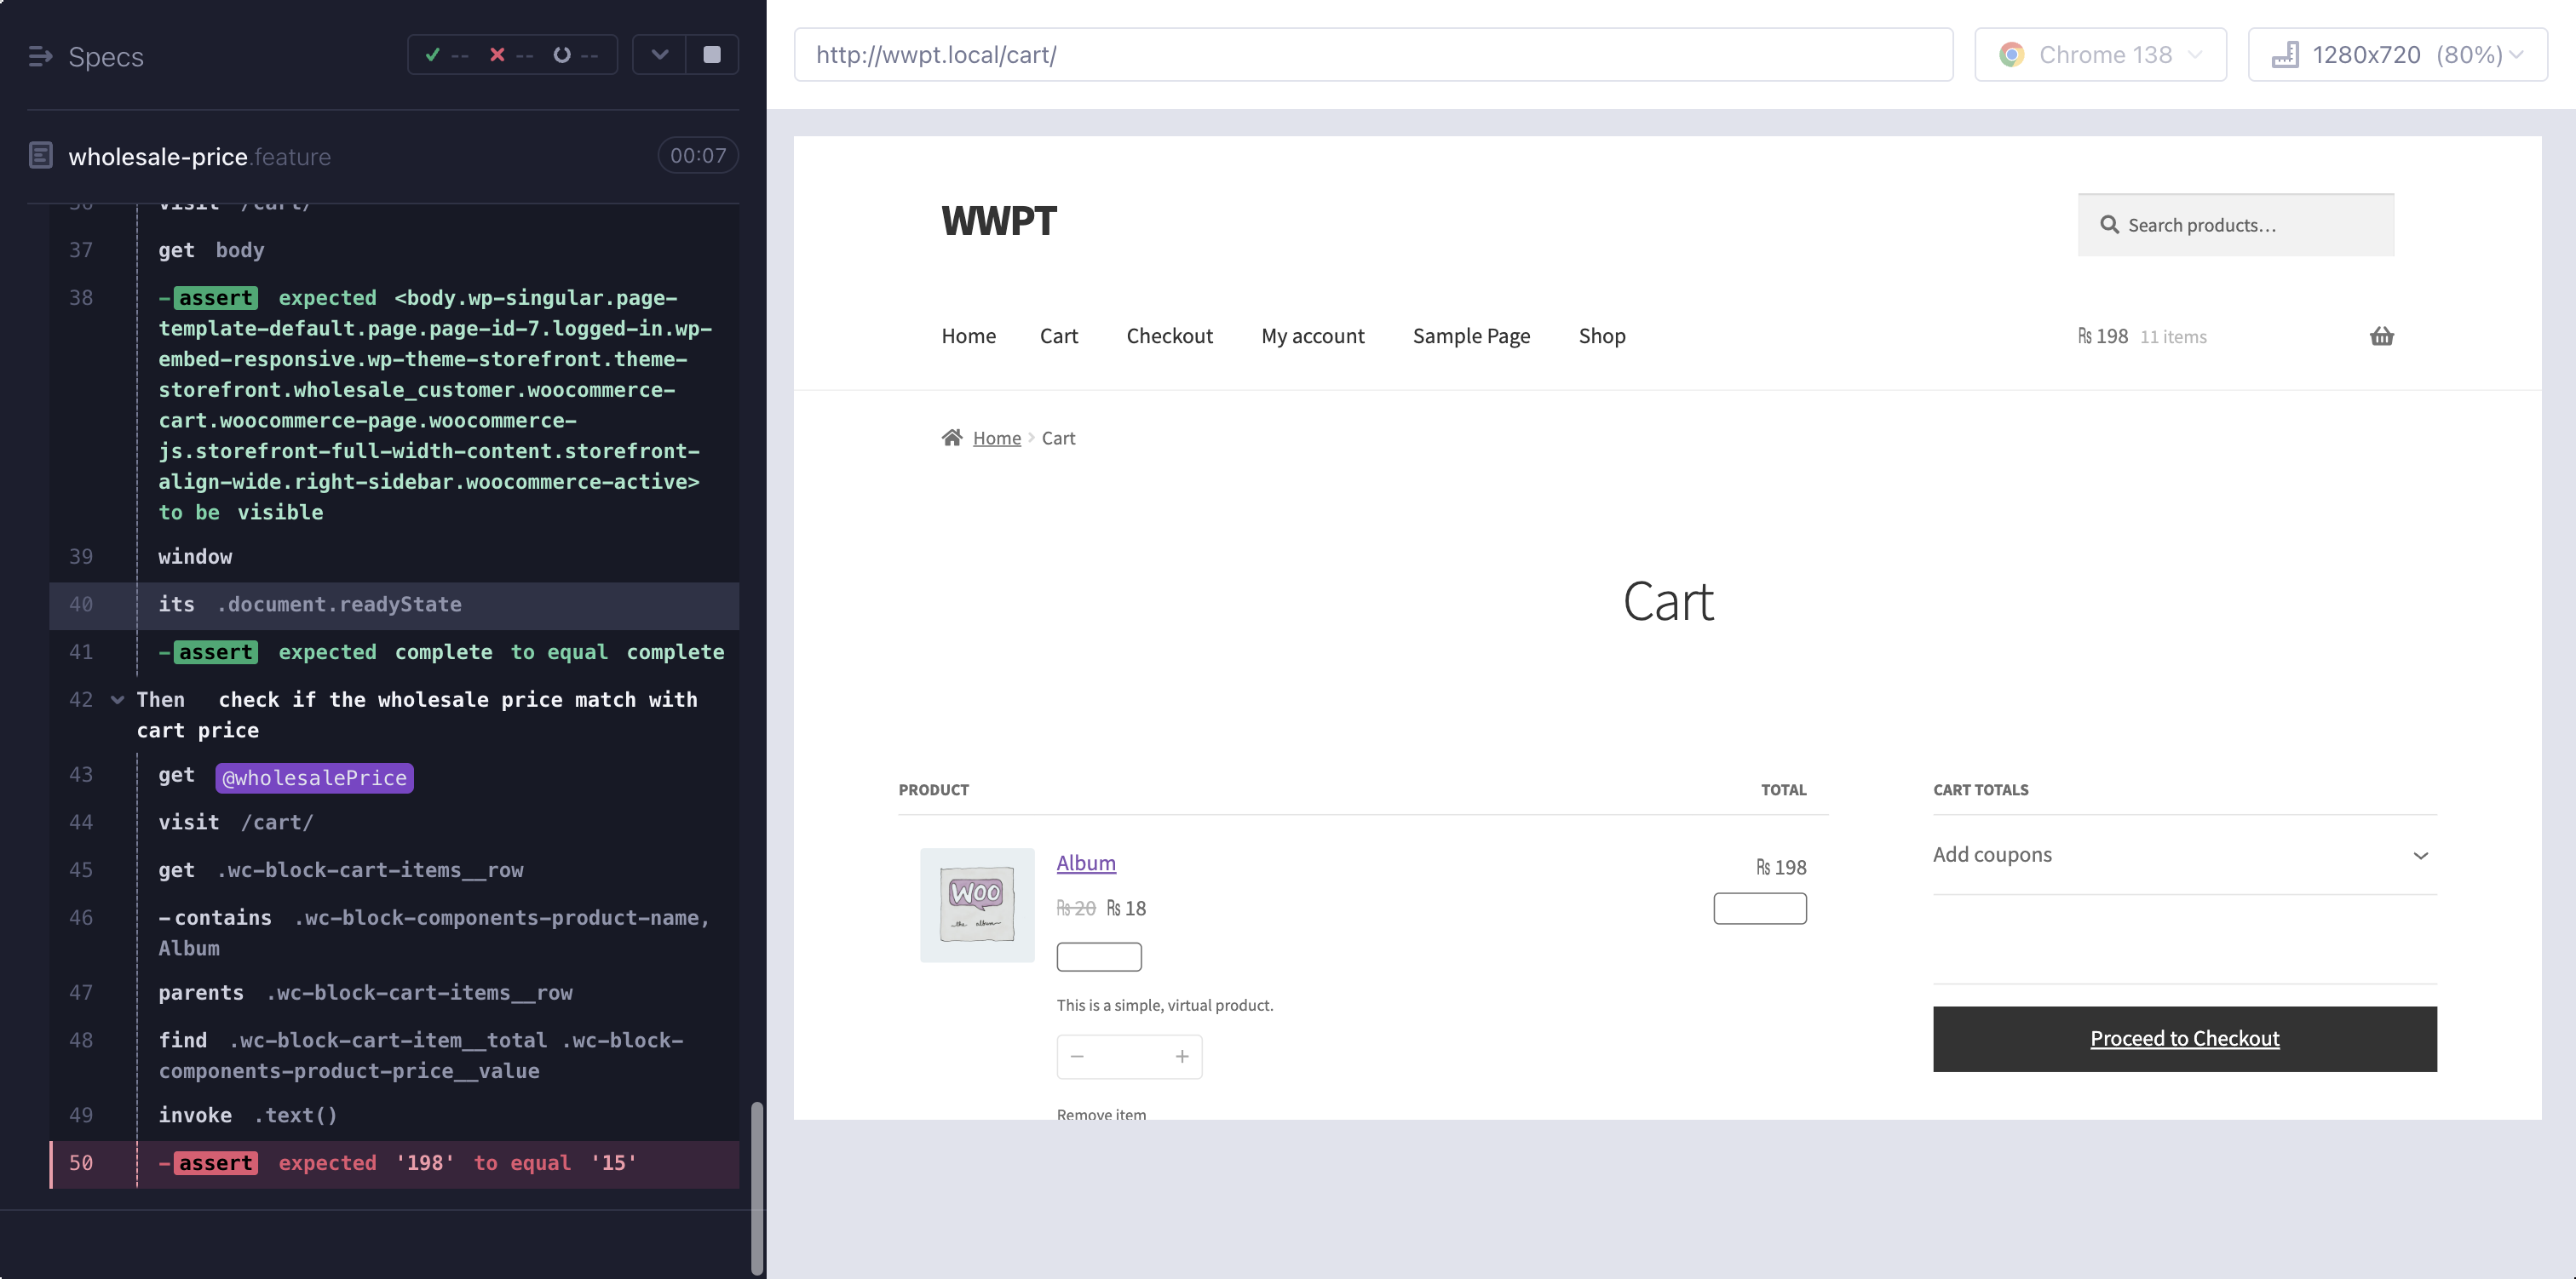 Specs
-- -- --
wholesale-price.feature
00:07
36 visit /cart/
37 get body
38 -assert expected <body.wp-singular.page-
template-default.page.page-id-7.logged-in.wp-
embed-responsive.wp-theme-storefront.theme-
storefront.wholesale_customer.woocommerce-
cart.woocommerce-page.woocommerce-
js.storefront-full-width-content.storefront-
align-wide.right-sidebar.woocommerce-active>
to be visible
39 window
40 its .document.readyState
41 -assert expected complete to equal complete
42 Then check if the wholesale price match with
cart price
43 get @wholesalePrice
44 visit /cart/
45 get .wc-block-cart-items__row
46 -contains .wc-block-components-product-name,
Album
47 parents .wc-block-cart-items__row
48 find .wc-block-cart-item__total .wc-block-
components-product-price__value
49 invoke .text()
50 -assert expected '198' to equal '15'
http://wwpt.local/cart/
Chrome 138
1280x720 (80%)
WWPT
Search products…
Home Cart Checkout My account Sample Page Shop
₨ 198 11 items
Home Cart
Cart
PRODUCT TOTAL
WOO
the album
Album
₨ 198
₨ 20 ₨ 18
This is a simple, virtual product.
− +
Remove item
CART TOTALS
Add coupons
Proceed to Checkout